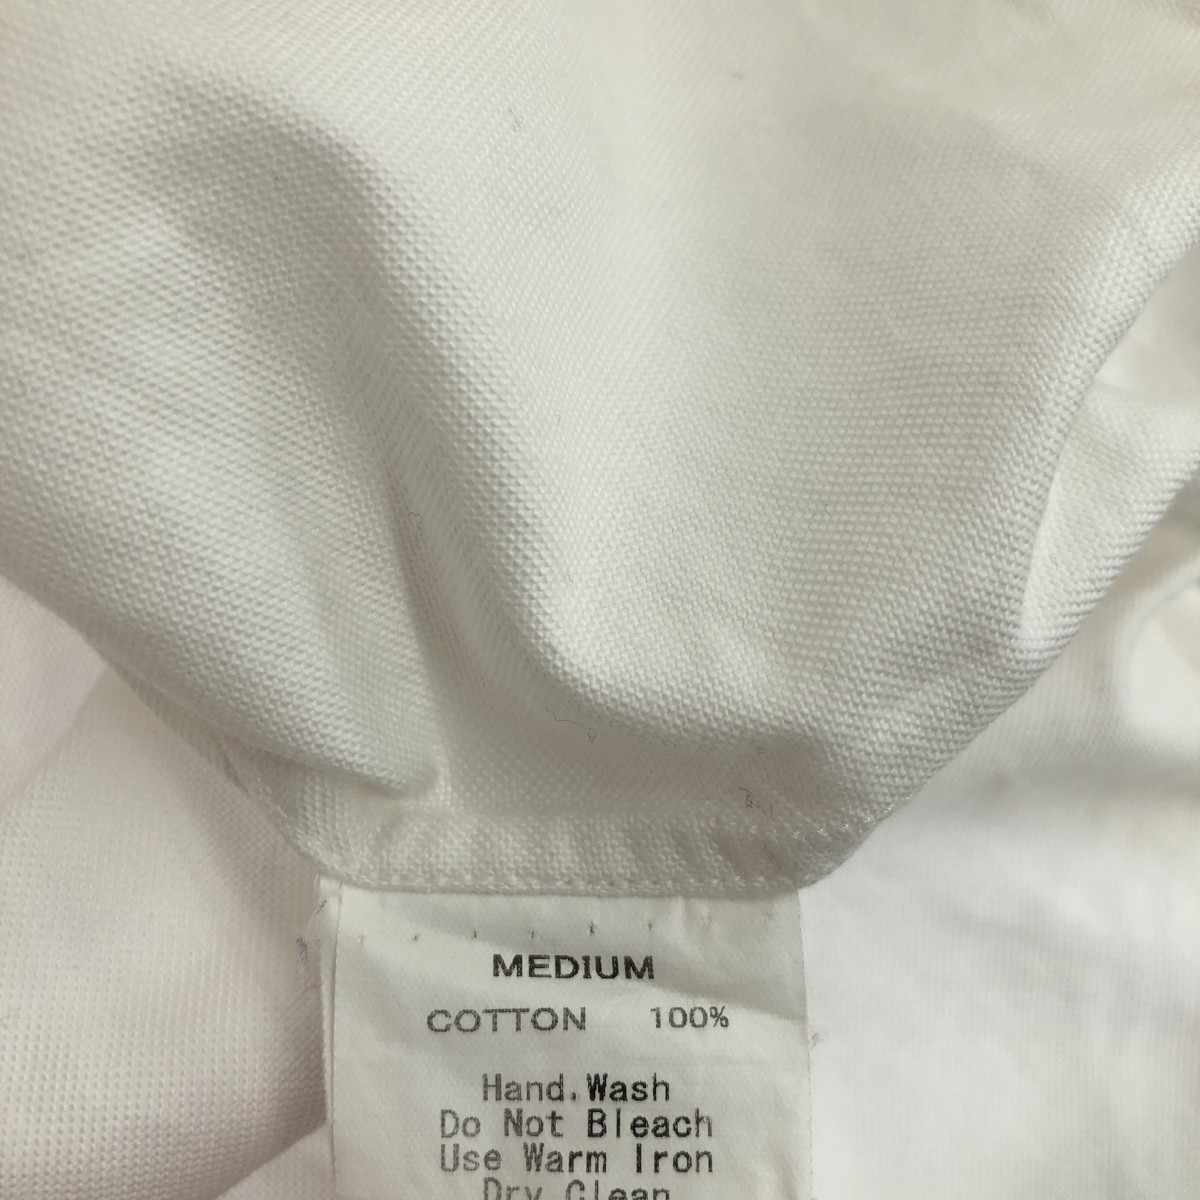 MEDIUM
COTTON 100%
Hand.Wash
Do Not Bleach
Use Warm Iron
Dry Clean